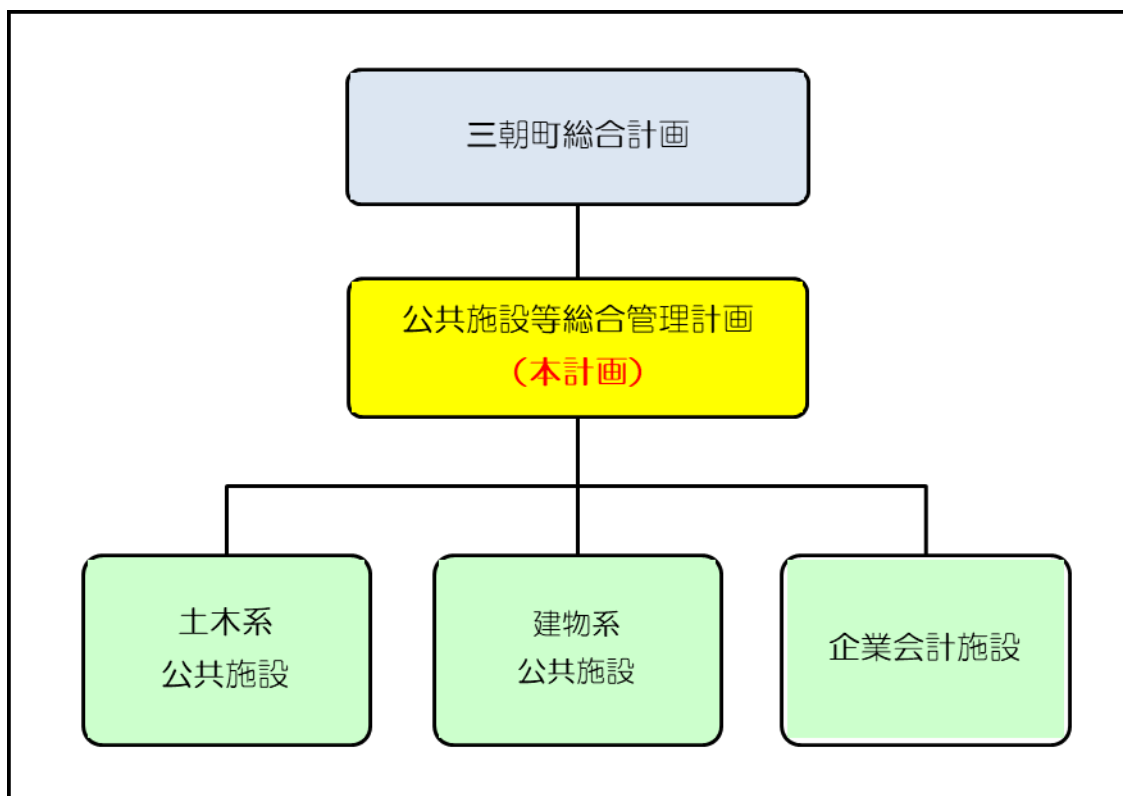 三朝町総合計画
公共施設等総合管理計画
（本計画）
土木系
公共施設
建物系
公共施設
企業会計施設